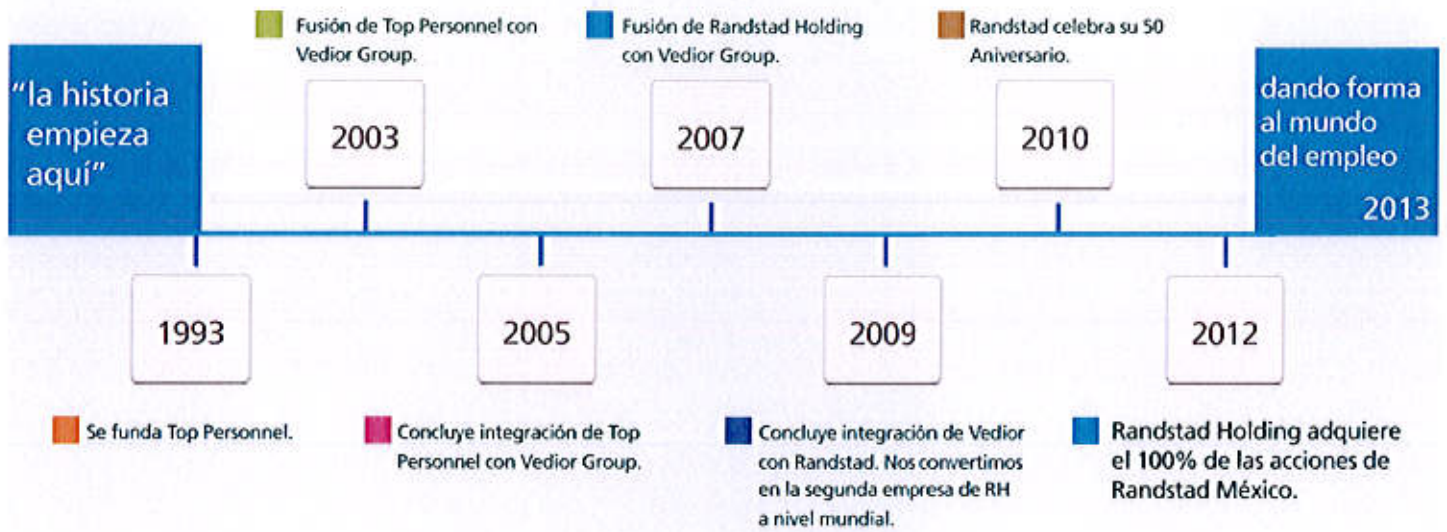 "la historia
empieza
aquí"
Fusión de Top Personnel con
Vedior Group.
2003
Fusión de Randstad Holding
con Vedior Group.
2007
Randstad celebra su 50
Aniversario.
2010
dando forma
al mundo
del empleo
2013
1993
Se funda Top Personnel.
2005
Concluye integración de Top
Personnel con Vedior Group.
2009
Concluye integración de Vedior
con Randstad. Nos convertimos
en la segunda empresa de RH
a nivel mundial.
2012
Randstad Holding adquiere
el 100% de las acciones de
Randstad México.